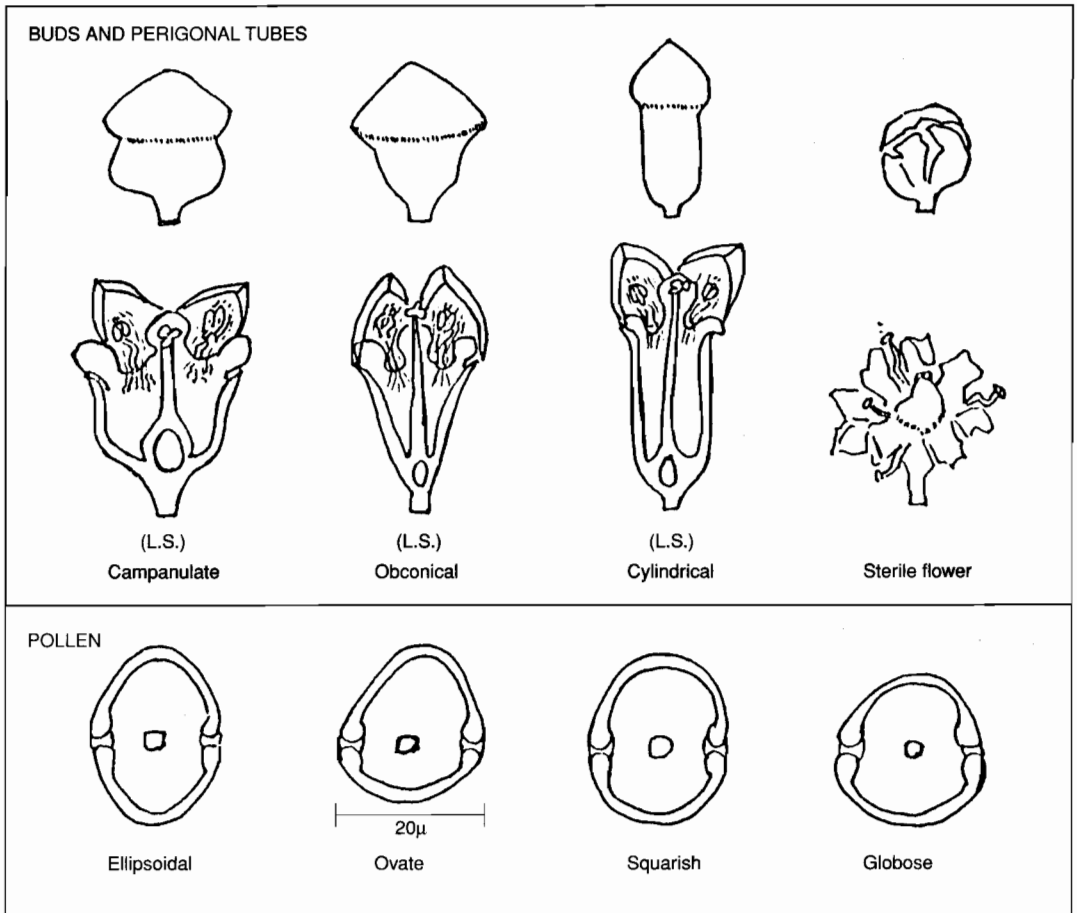 BUDS AND PERIGONAL TUBES
(L.S.) (L.S.) (L.S.)
Campanulate Obconical Cylindrical Sterile flower
POLLEN
20μ
Ellipsoidal Ovate Squarish Globose